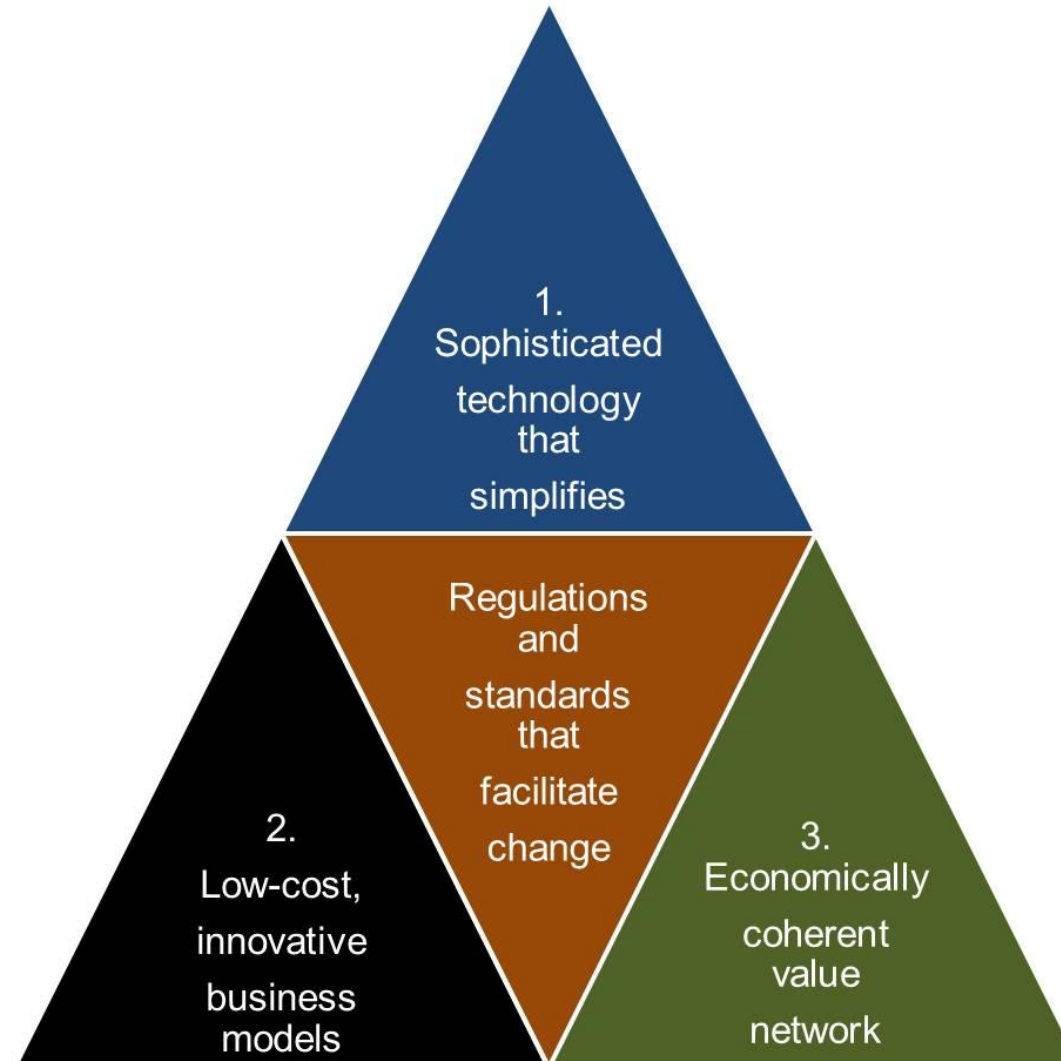 1.
Sophisticated
technology
that
simplifies
Regulations
and
standards
that
facilitate
change
2.
Low-cost,
innovative
business
models
3.
Economically
coherent
value
network